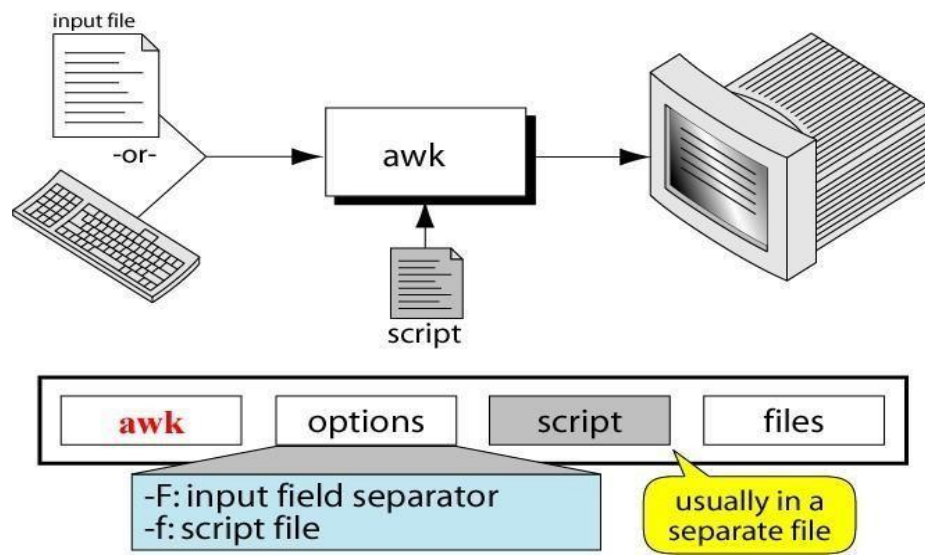 input file
-or-
awk
script
awk
options
script
files
-F: input field separator
-f: script file
usually in a
separate file